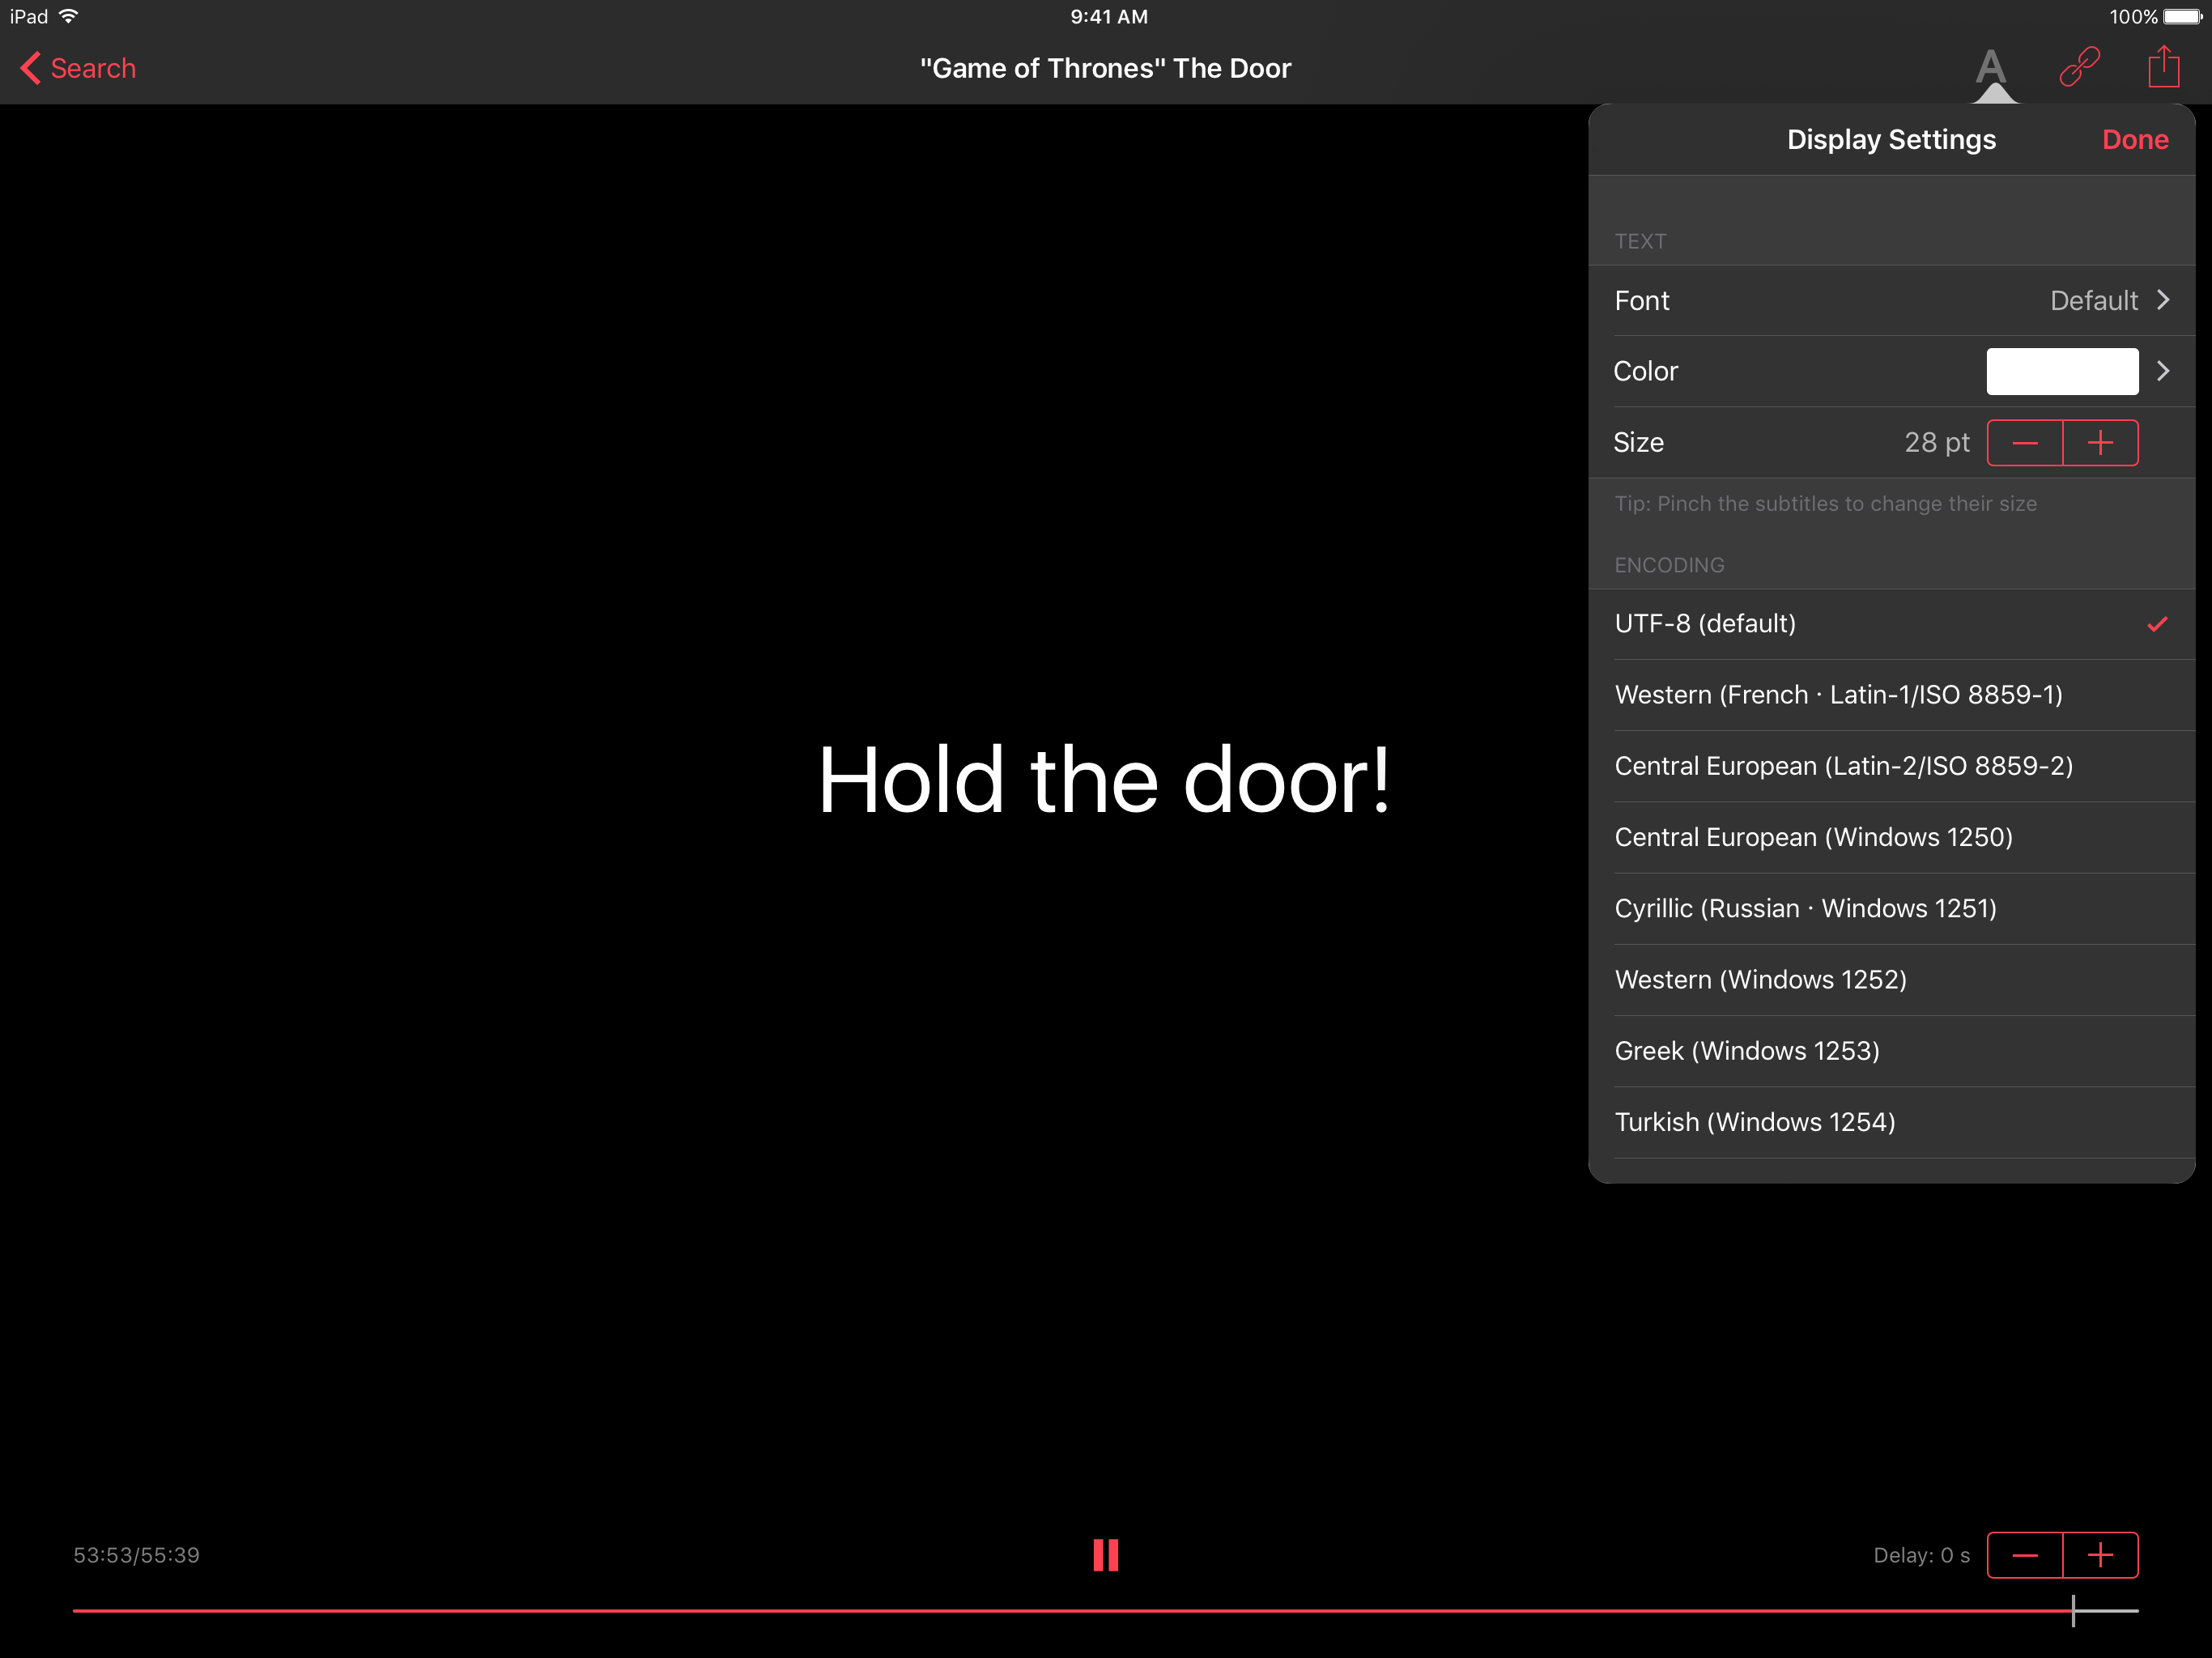 iPad 9:41 AM 100%
Search "Game of Thrones" The Door A
Display Settings Done
TEXT
Font Default
Color
Size 28 pt
Tip: Pinch the subtitles to change their size
ENCODING
UTF-8 (default)
Western (French · Latin-1/ISO 8859-1)
Central European (Latin-2/ISO 8859-2)
Central European (Windows 1250)
Cyrillic (Russian · Windows 1251)
Western (Windows 1252)
Greek (Windows 1253)
Turkish (Windows 1254)
Hold the door!
53:53/55:39 Delay: 0 s